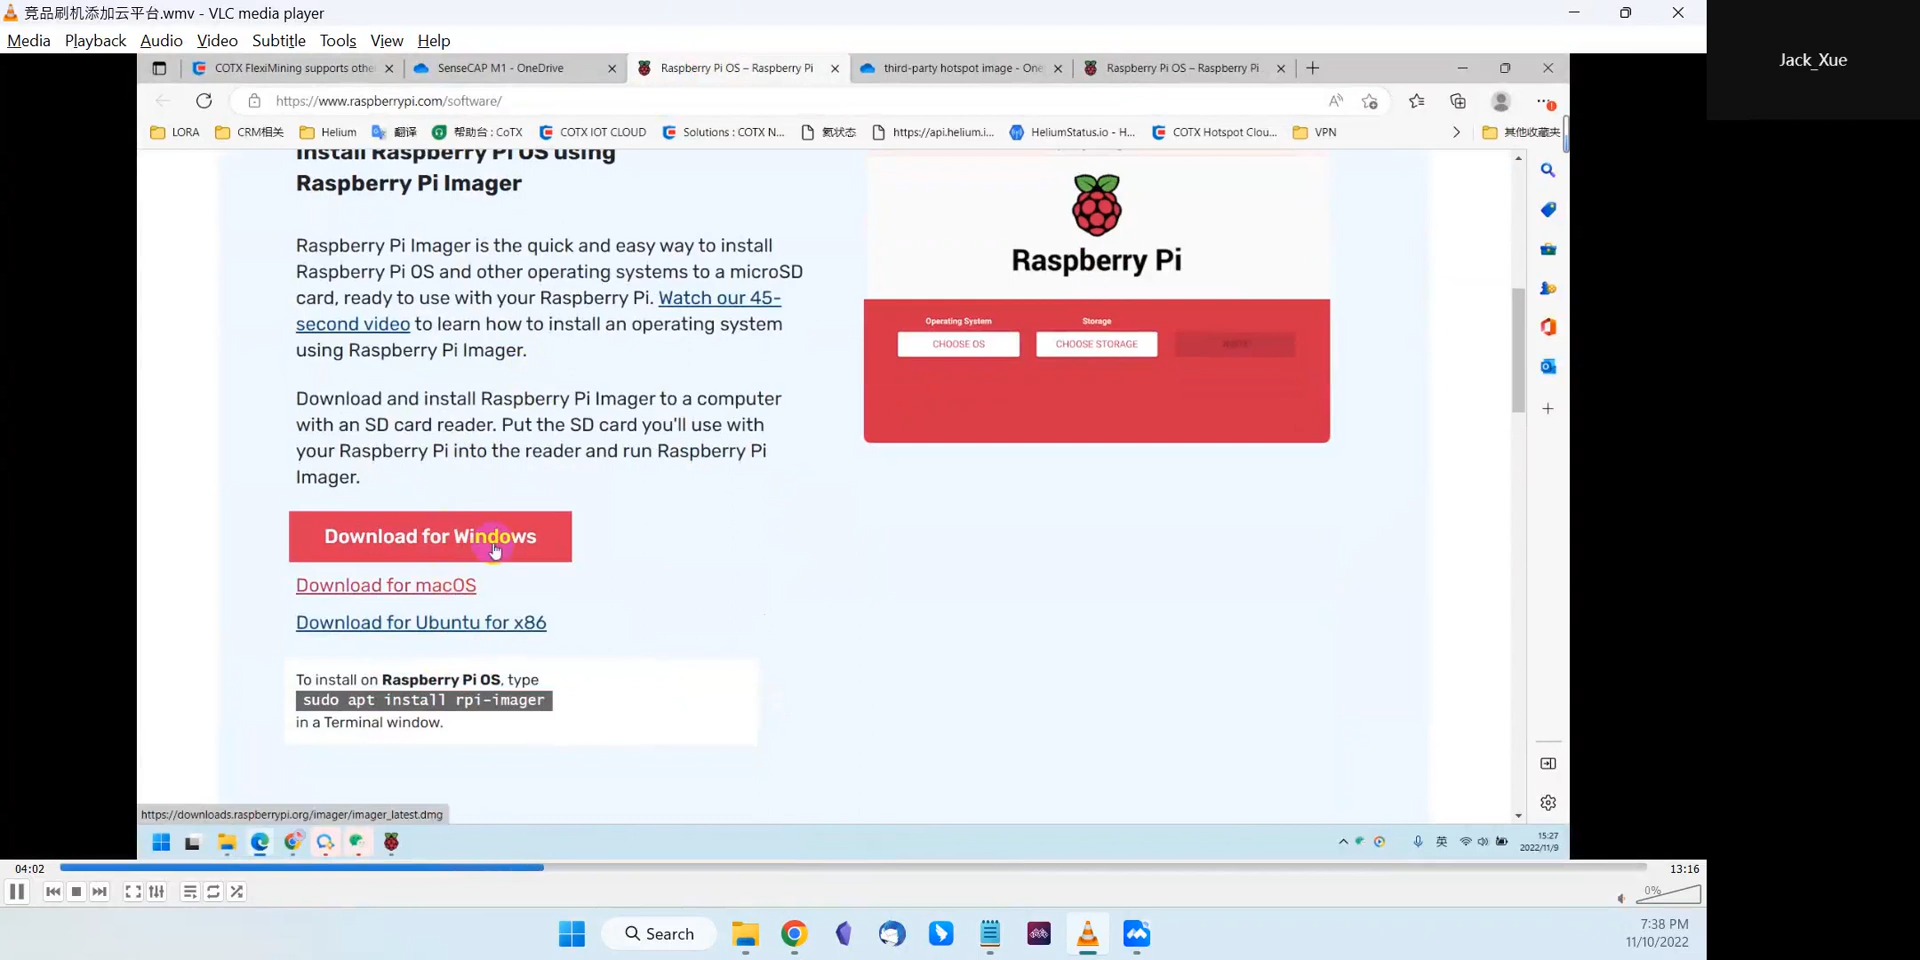 竞品刷机添加云平台.wmv - VLC media player
Jack_Xue
Media Playback Audio Video Subtitle Tools View Help
COTX FlexiMining supports othe
SenseCAP M1 - OneDrive
Raspberry Pi OS – Raspberry Pi
third-party hotspot image - One
Raspberry Pi OS – Raspberry Pi
https://www.raspberrypi.com/software/
LORA
CRM相关
Helium
翻译
帮助台 : CoTX
COTX IOT CLOUD
Solutions : COTX N...
氦状态
https://api.helium.i...
HeliumStatus.io - H...
COTX Hotspot Clou...
VPN
其他收藏夹
Install Raspberry Pi OS using
Raspberry Pi Imager
Raspberry Pi Imager is the quick and easy way to install
Raspberry Pi OS and other operating systems to a microSD
card, ready to use with your Raspberry Pi. Watch our 45-
second video to learn how to install an operating system
using Raspberry Pi Imager.
Download and install Raspberry Pi Imager to a computer
with an SD card reader. Put the SD card you'll use with
your Raspberry Pi into the reader and run Raspberry Pi
Imager.
Download for Windows
Download for macOS
Download for Ubuntu for x86
To install on Raspberry Pi OS, type
sudo apt install rpi-imager
in a Terminal window.
Raspberry Pi
Operating System
Storage
CHOOSE OS
CHOOSE STORAGE
https://downloads.raspberrypi.org/imager/imager_latest.dmg
英
15:27
2022/11/9
04:02
13:16
0%
Search
7:38 PM
11/10/2022